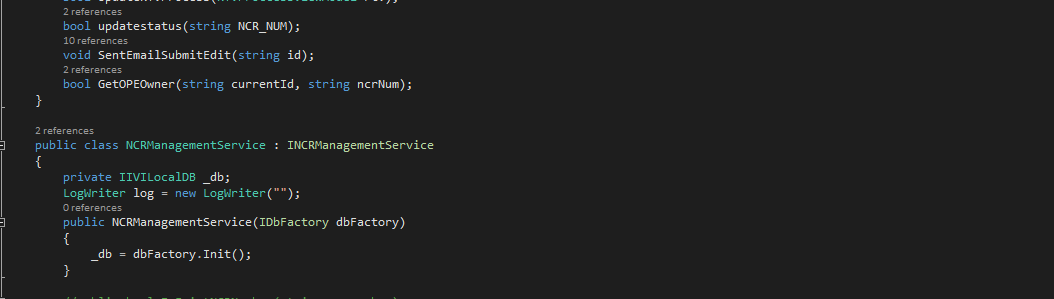 2 references
bool updatestatus(string NCR_NUM);
10 references
void SentEmailSubmitEdit(string id);
2 references
bool GetOPEOwner(string currentId, string ncrNum);
}
2 references
public class NCRManagementService : INCRManagementService
{
private IIVILocalDB _db;
LogWriter log = new LogWriter("");
0 references
public NCRManagementService(IDbFactory dbFactory)
{
_db = dbFactory.Init();
}